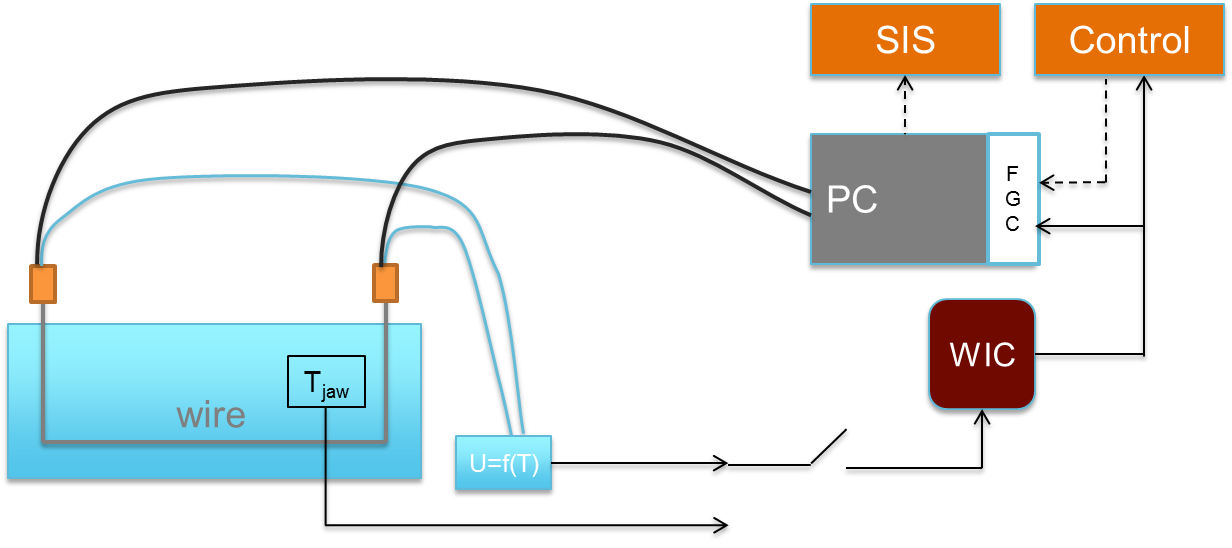 SIS
Control
PC
F
G
C
WIC
Tjaw
wire
U=f(T)